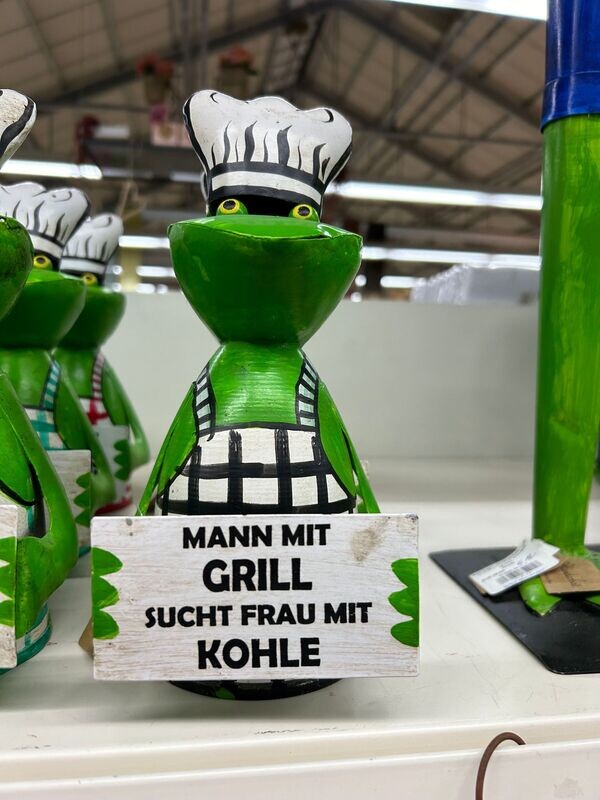 MANN MIT
GRILL
SUCHT FRAU MIT
KOHLE